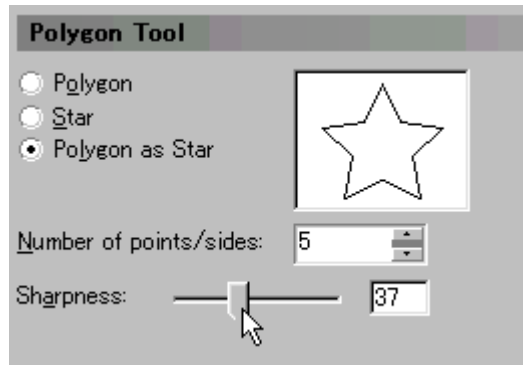 Polygon Tool
Polygon
Star
Polygon as Star
Number of points/sides: 5
Sharpness: 37